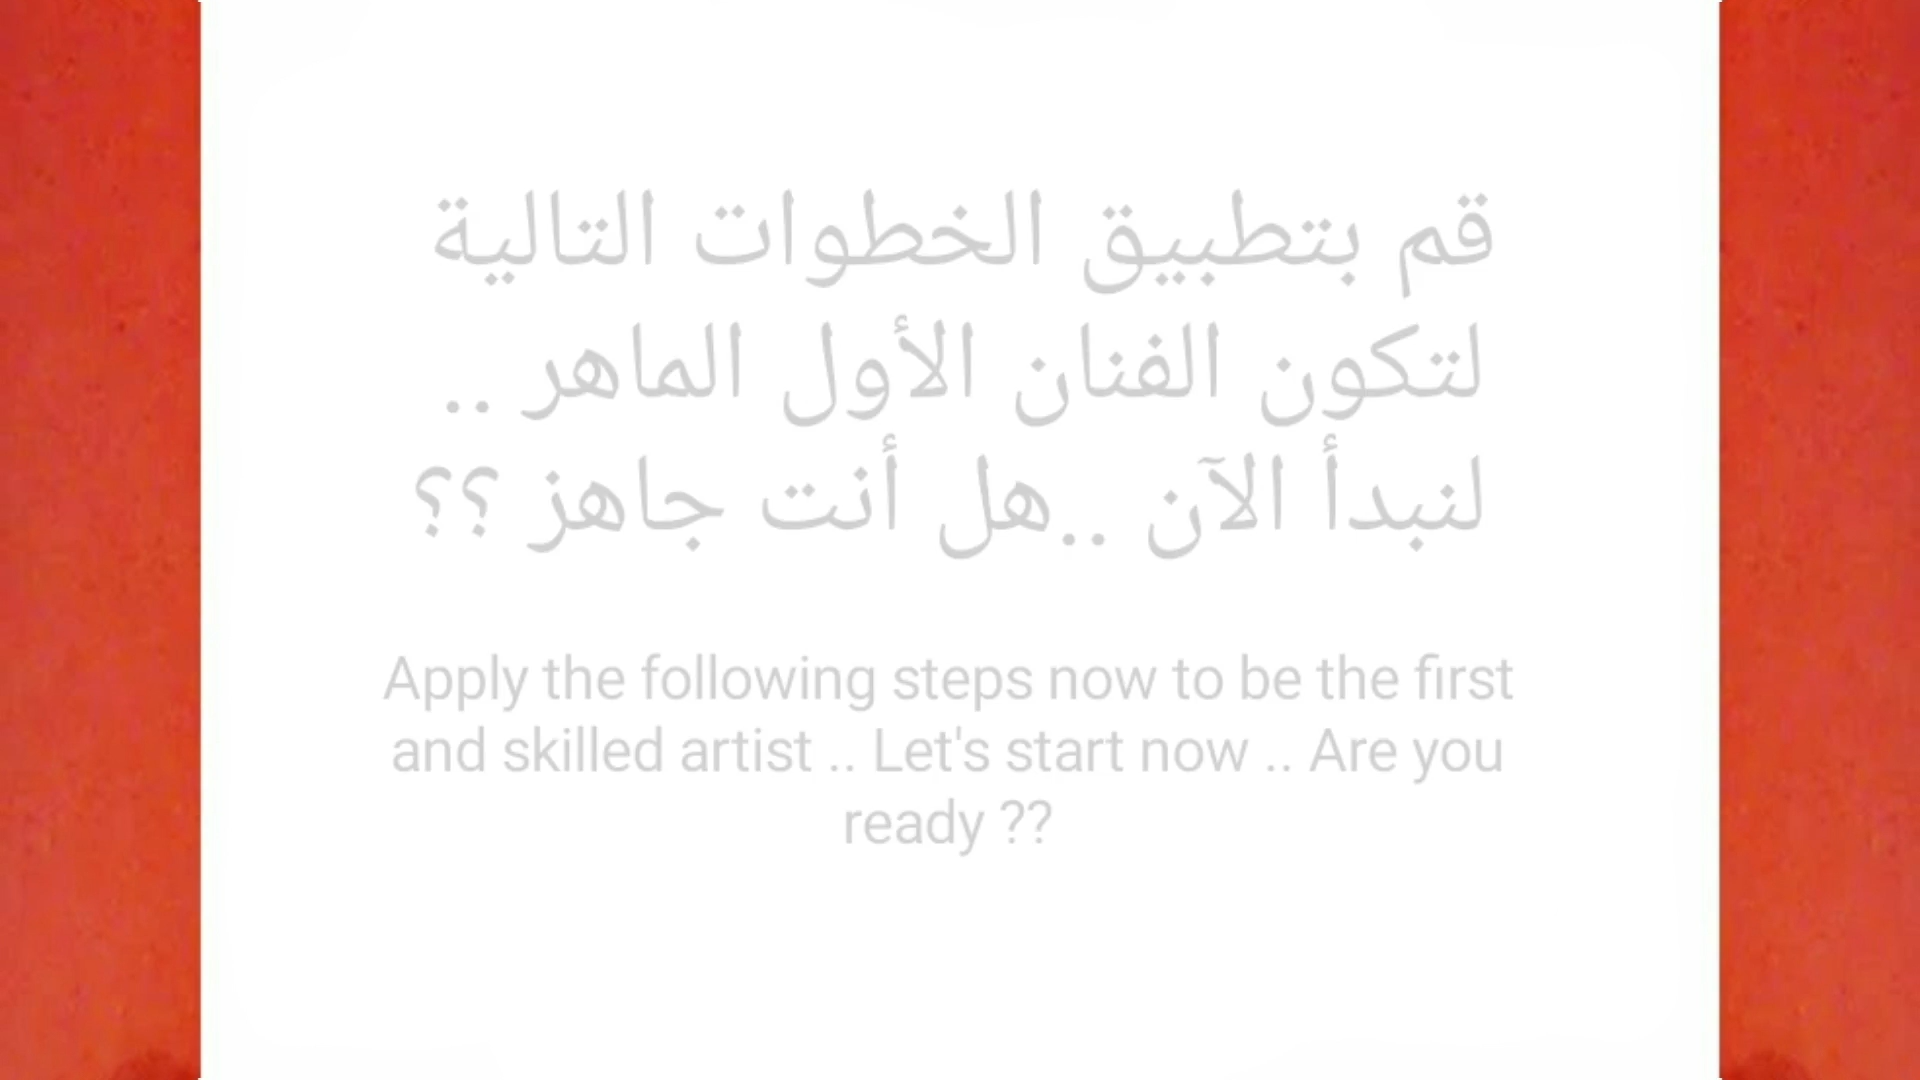 قم بتطبيق الخطوات التالية
لتكون الفنان الأول الماهر ..
لنبدأ الآن ..هل أنت جاهز ؟؟
Apply the following steps now to be the first
and skilled artist .. Let's start now .. Are you
ready ??